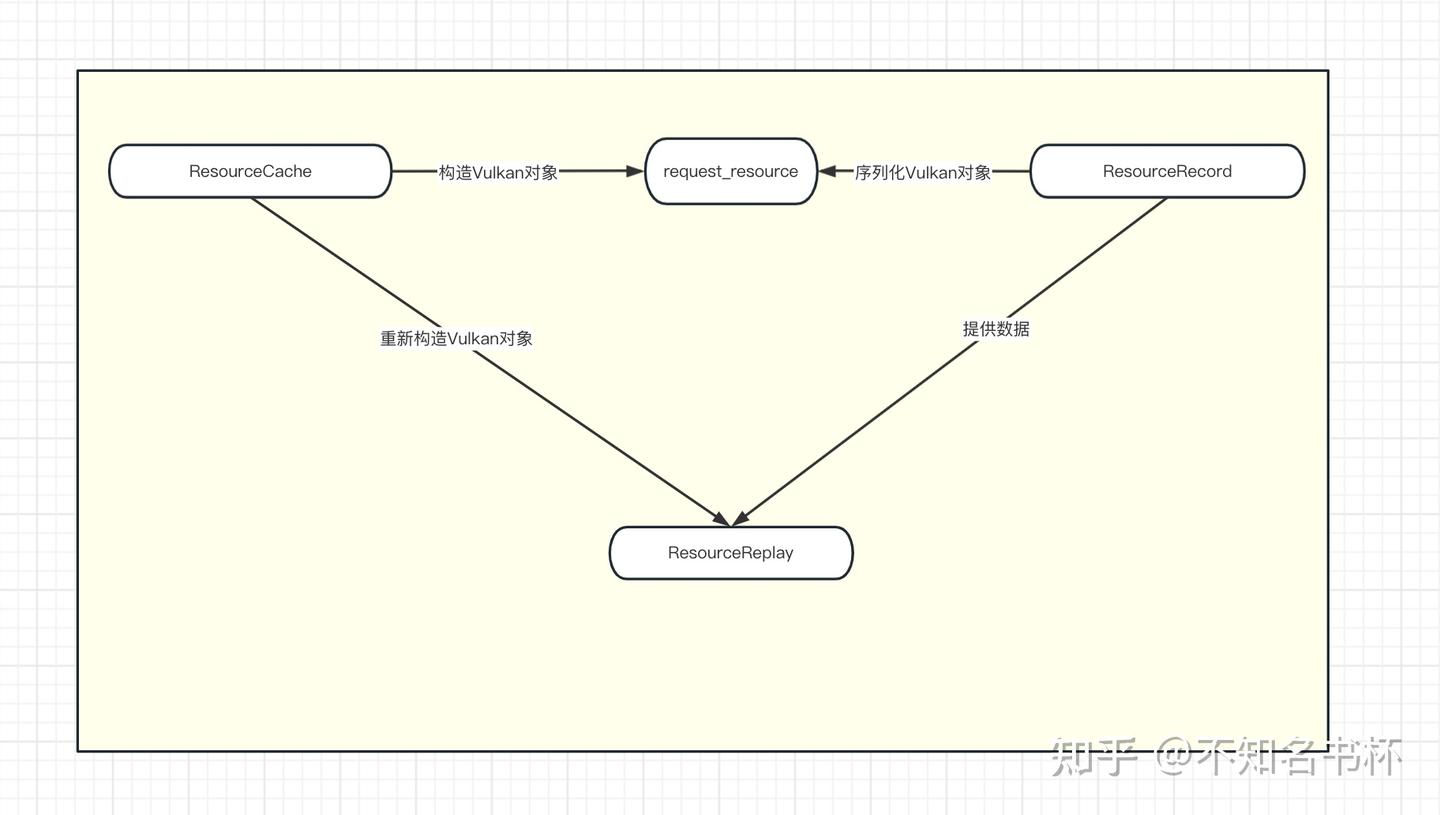 ResourceCache
构造Vulkan对象
request_resource
序列化Vulkan对象
ResourceRecord
重新构造Vulkan对象
提供数据
ResourceReplay
知乎 @不知名书杯